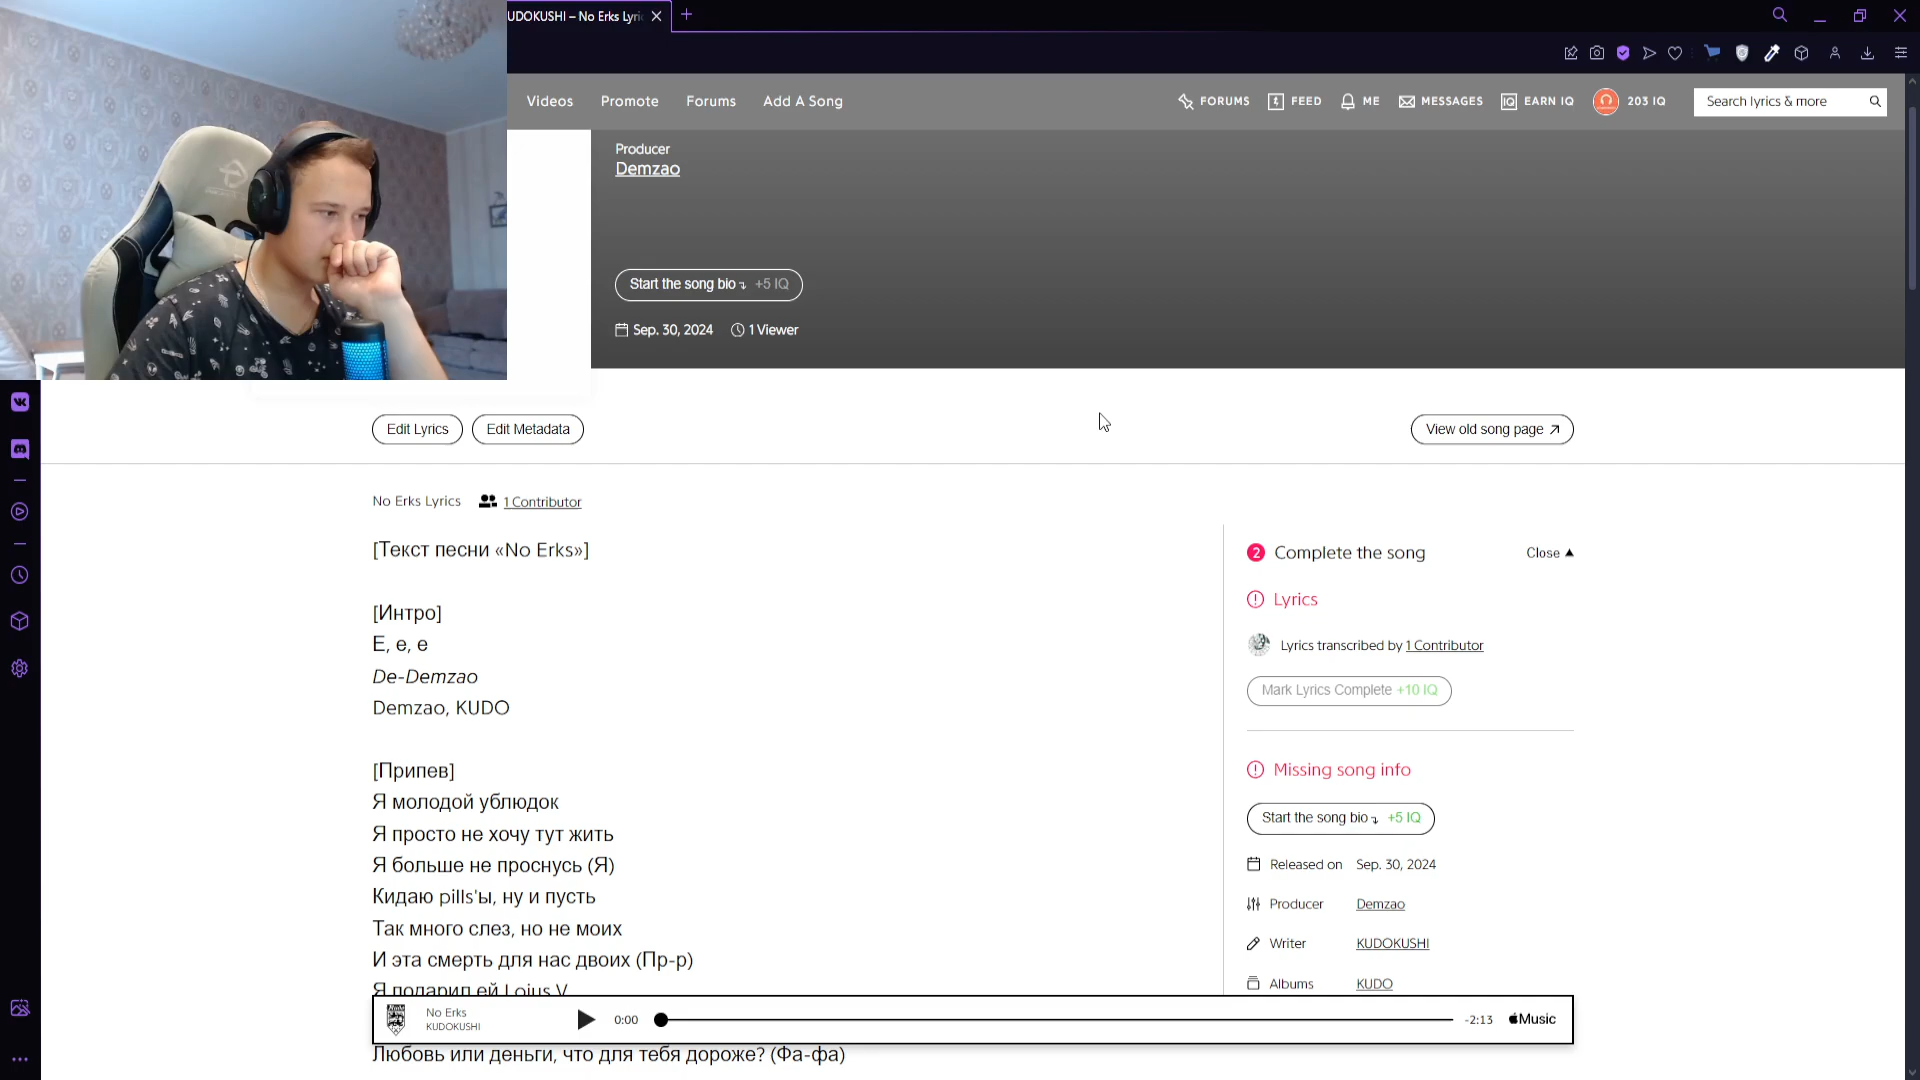 UDOKUSHI – No Erks Lyri
Videos
Promote
Forums
Add A Song
FORUMS
FEED
ME
MESSAGES
IQ
EARN IQ
203 IQ
Search lyrics & more
Producer
Demzao
Start the song bio +5 IQ
Sep. 30, 2024
1 Viewer
Edit Lyrics
Edit Metadata
View old song page
No Erks Lyrics
1 Contributor
[Текст песни «No Erks»]
[Интро]
Е, е, е
De-Demzao
Demzao, KUDO
[Припев]
Я молодой ублюдок
Я просто не хочу тут жить
Я больше не проснусь (Я)
Кидаю pills'ы, ну и пусть
Так много слез, но не моих
И эта смерть для нас двоих (Пр-р)
Я подарил ей Loius V
Любовь или деньги, что для тебя дороже? (Фа-фа)
2 Complete the song
Close
Lyrics
Lyrics transcribed by 1 Contributor
Mark Lyrics Complete +10 IQ
Missing song info
Start the song bio +5 IQ
Released on Sep. 30, 2024
Producer Demzao
Writer KUDOKUSHI
Albums KUDO
No Erks
KUDOKUSHI
0:00
-2:13
Music